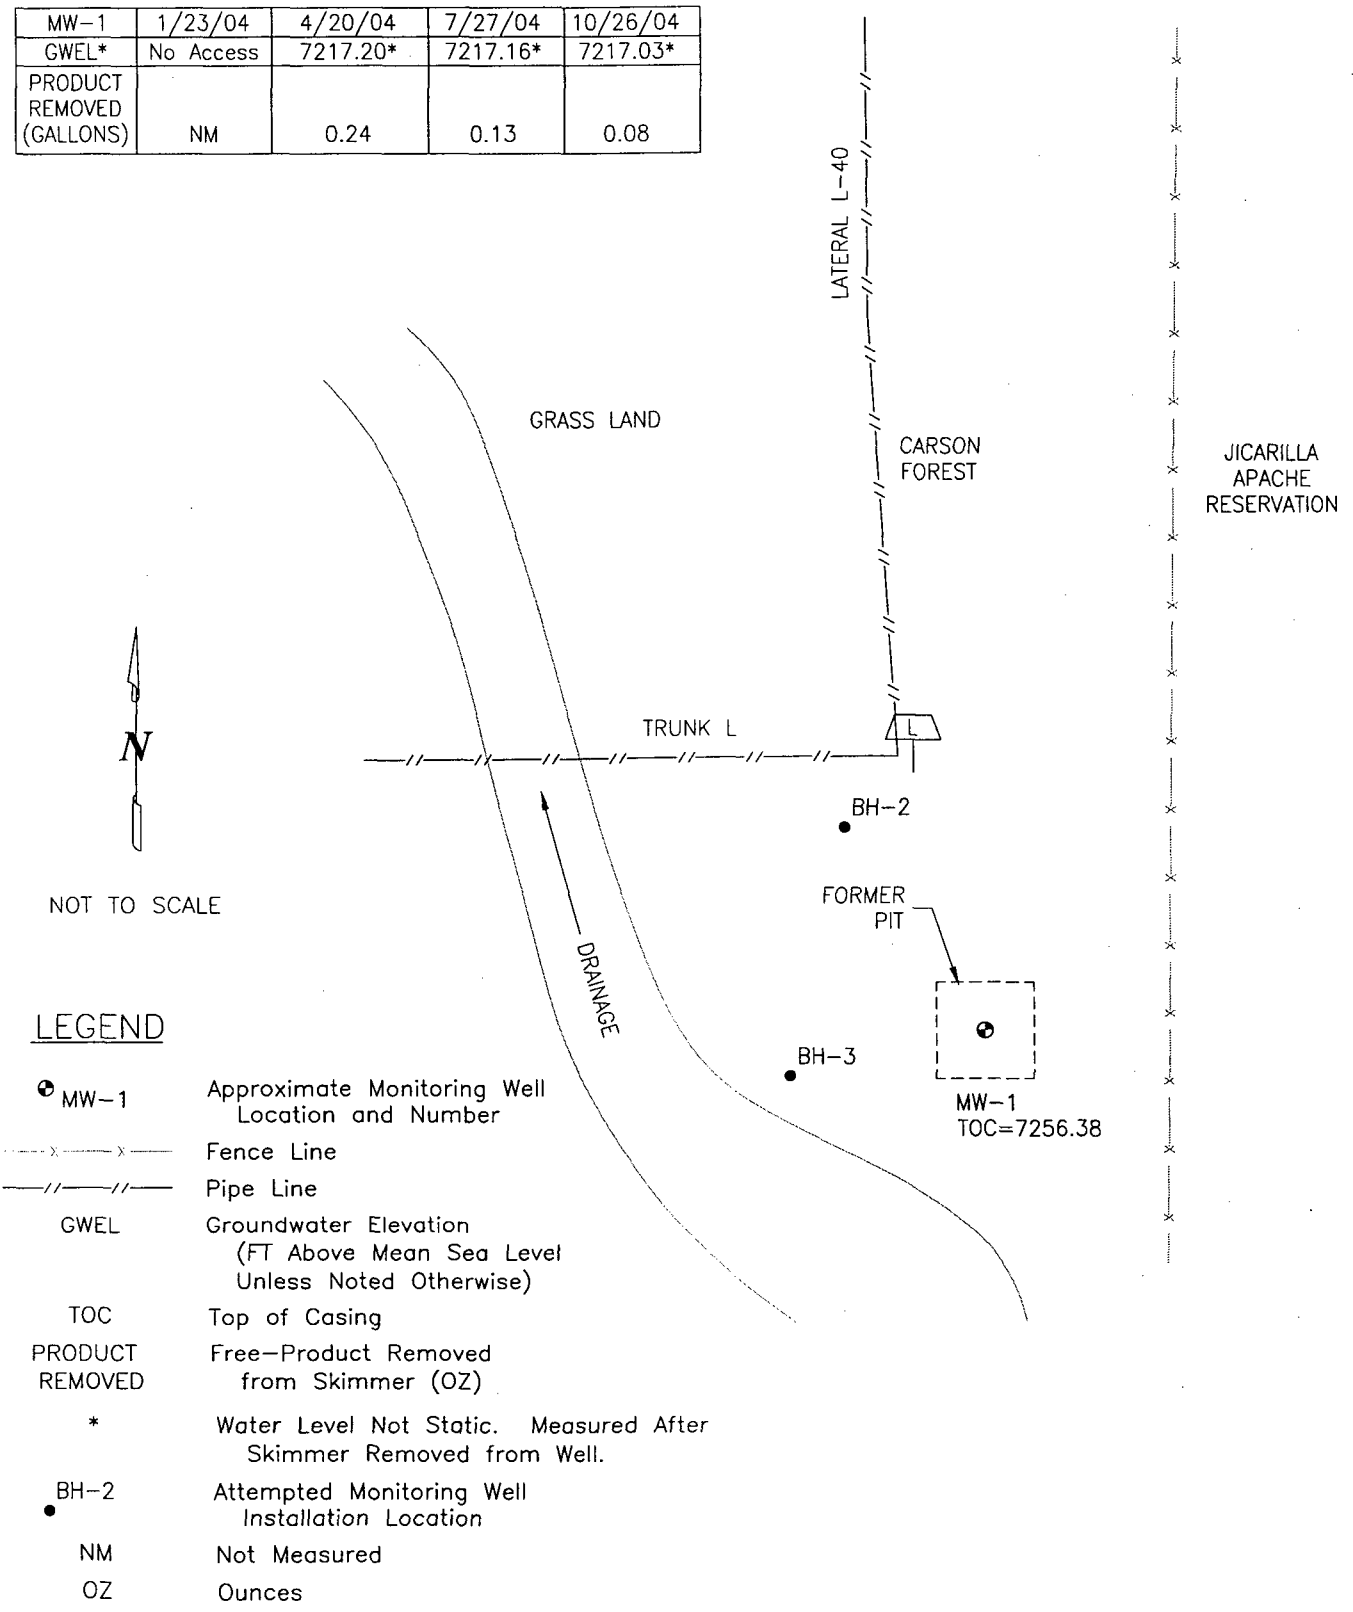 MW-1 1/23/04 4/20/04 7/27/04 10/26/04
GWEL* No Access 7217.20* 7217.16* 7217.03*
PRODUCT
REMOVED
(GALLONS) NM 0.24 0.13 0.08
LATERAL L-40
GRASS LAND
CARSON
FOREST
JICARILLA
APACHE
RESERVATION
TRUNK L
L
BH-2
N
NOT TO SCALE
FORMER
PIT
DRAINAGE
BH-3
MW-1
TOC=7256.38
LEGEND
MW-1 Approximate Monitoring Well
Location and Number
x x Fence Line
Pipe Line
GWEL Groundwater Elevation
(FT Above Mean Sea Level
Unless Noted Otherwise)
TOC Top of Casing
PRODUCT Free-Product Removed
REMOVED from Skimmer (OZ)
* Water Level Not Static. Measured After
Skimmer Removed from Well.
BH-2 Attempted Monitoring Well
Installation Location
NM Not Measured
OZ Ounces